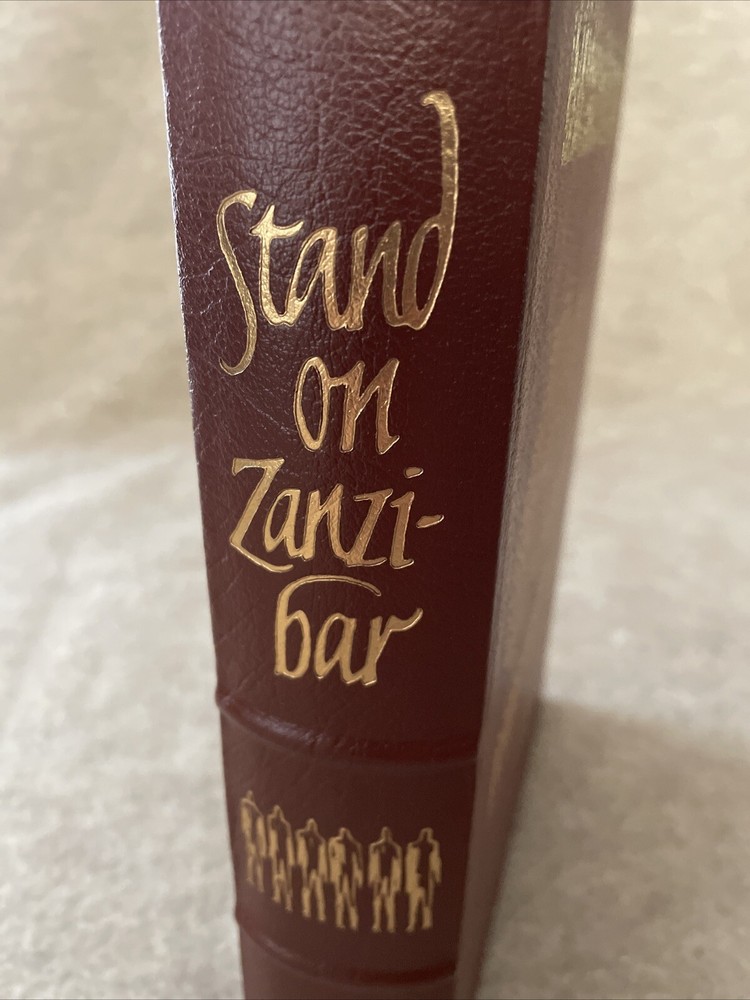 Stand
on
Zanzi-
bar